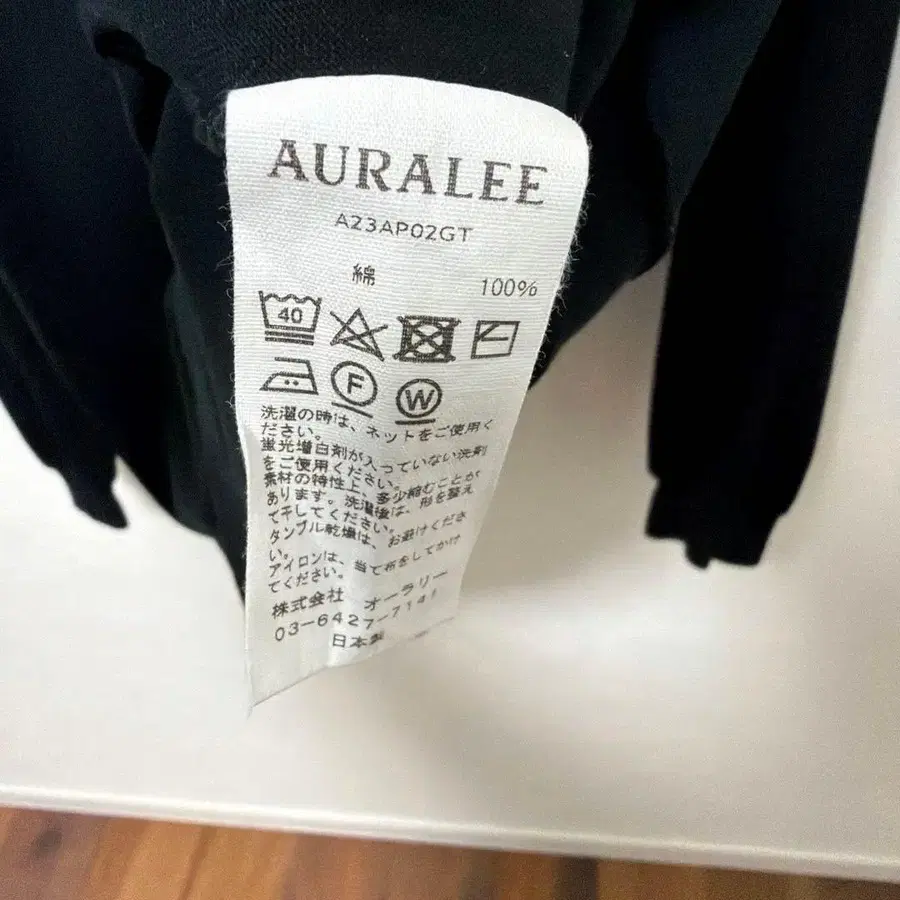 AURALEE
A23AP02GT
綿 100%
40
F W
洗濯の時は、ネットをご使用く
ださい。
蛍光増白剤が入っていない洗剤
をご使用ください。
素材の特性上、多少縮むことが
あります。洗濯後は、形を整え
て干してください。
タンブル乾燥は、お避けくださ
い。
アイロンは、当て布をしてかけ
てください。
株式会社 オーラリー
03-6427-7141
日本製